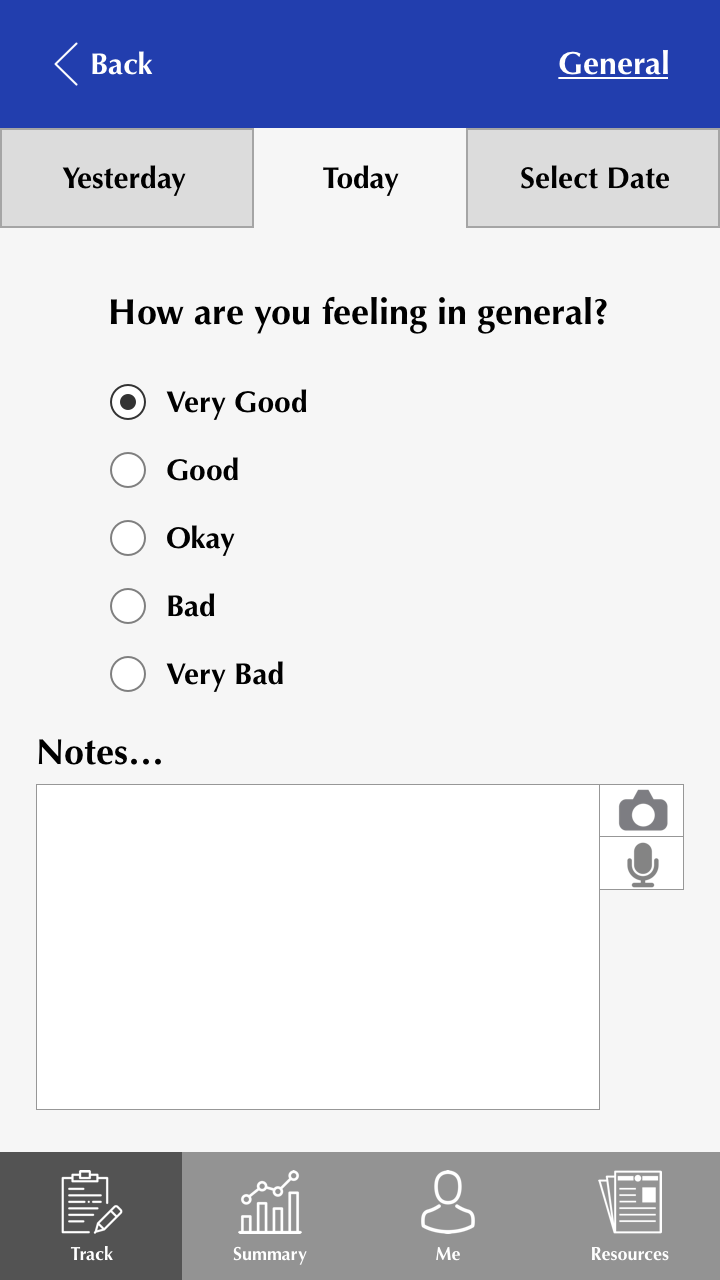 Back
General
Yesterday
Today
Select Date
How are you feeling in general?
Very Good
Good
Okay
Bad
Very Bad
Notes...
Track
Summary
Me
Resources